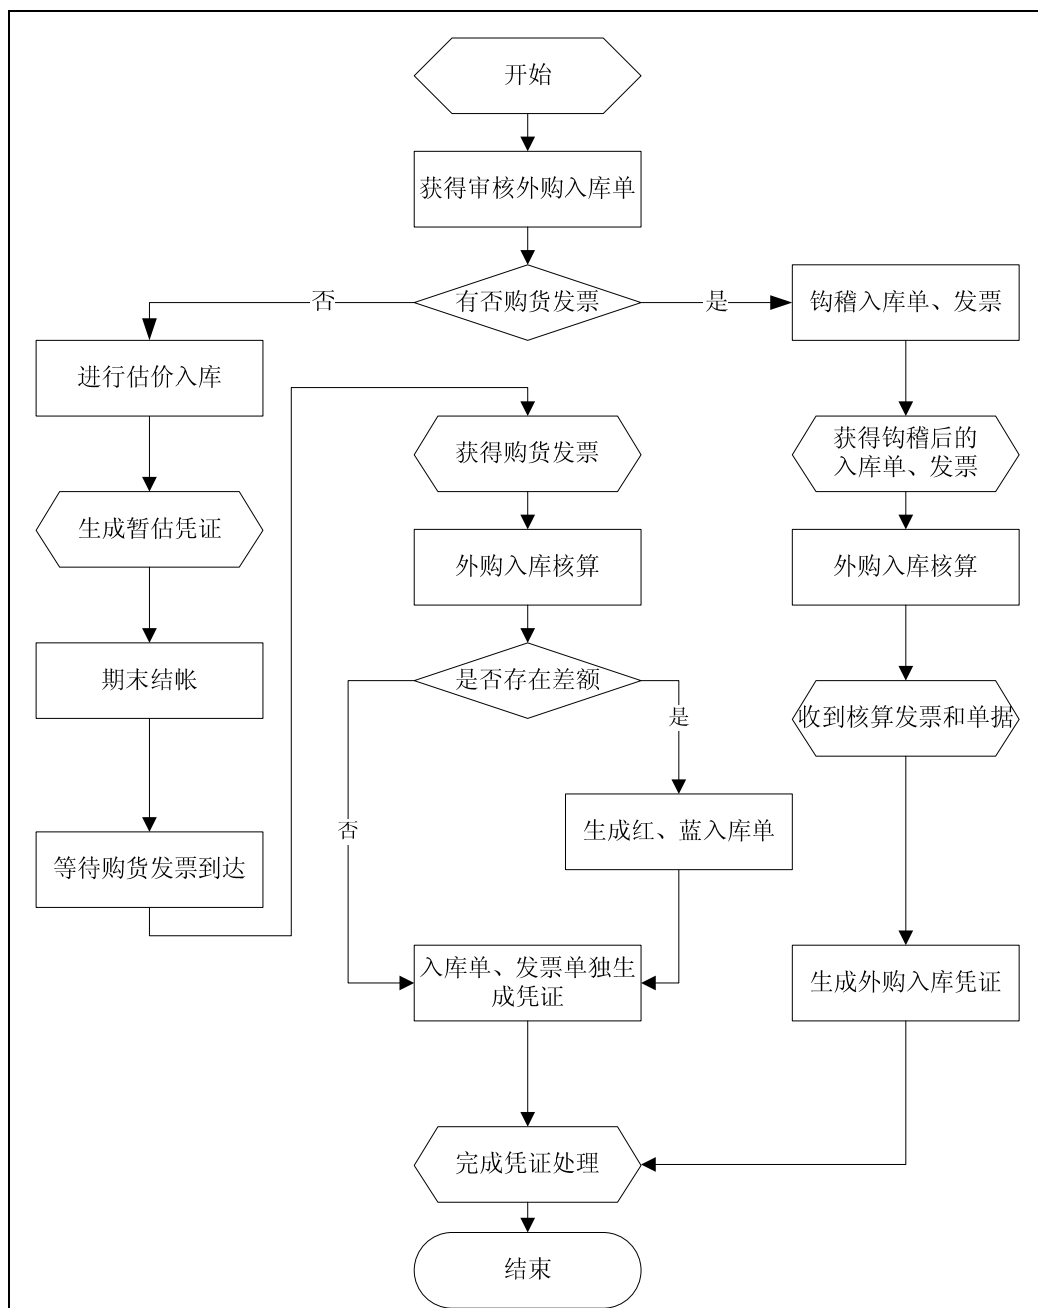 开始
获得审核外购入库单
有否购货发票
否
是
钩稽入库单、发票
进行估价入库
获得购货发票
获得钩稽后的
入库单、发票
生成暂估凭证
外购入库核算
外购入库核算
期末结帐
是否存在差额
是
收到核算发票和单据
否
生成红、蓝入库单
等待购货发票到达
入库单、发票单独生
成凭证
生成外购入库凭证
完成凭证处理
结束